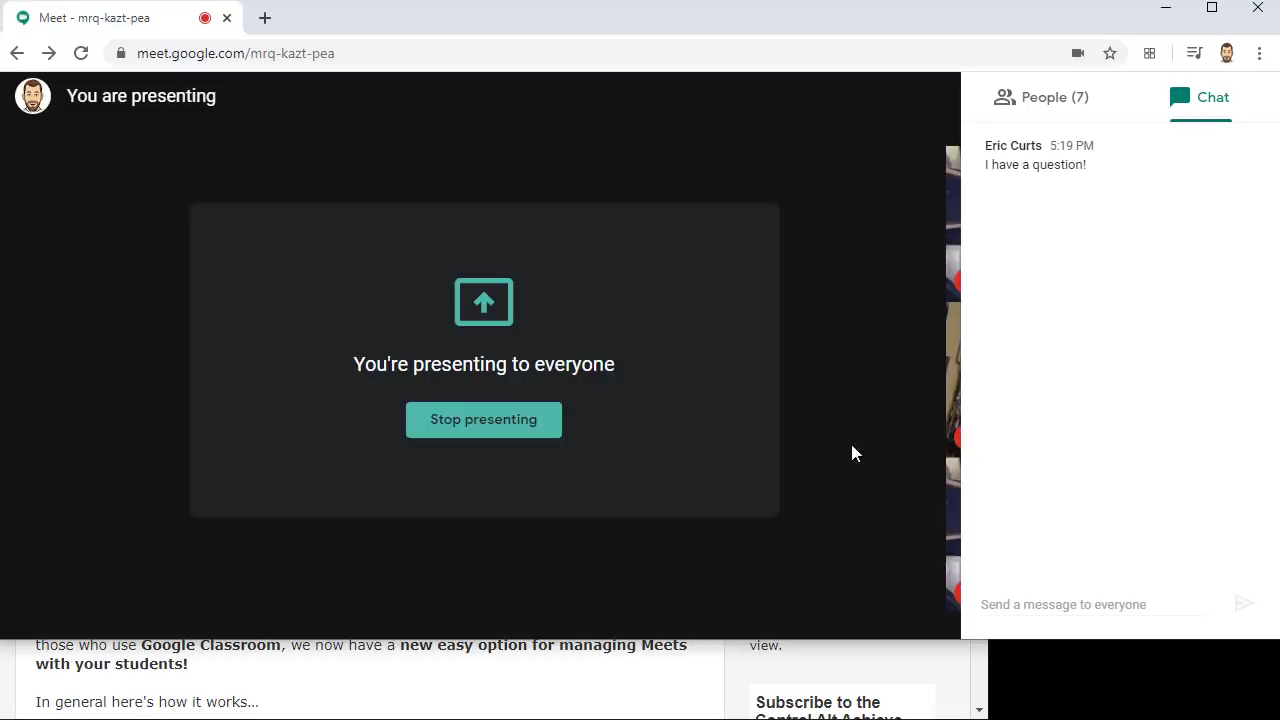 Meet - mrq-kazt-pea
meet.google.com/mrq-kazt-pea
You are presenting
People (7)
Chat
Eric Curts 5:19 PM
I have a question!
You're presenting to everyone
Stop presenting
Send a message to everyone
those who use Google Classroom, we now have a new easy option for managing Meets
with your students!
In general here's how it works...
view.
Subscribe to the
Control Alt Achieve